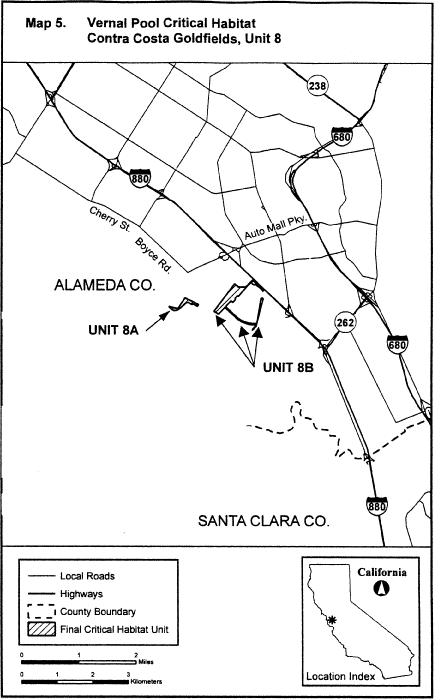 Map 5. Vernal Pool Critical Habitat
Contra Costa Goldfields, Unit 8
238
680
880
Cherry St.
Boyce Rd.
Auto Mall Pky.
ALAMEDA CO.
UNIT 8A
262
UNIT 8B
680
880
SANTA CLARA CO.
Local Roads
Highways
County Boundary
Final Critical Habitat Unit
0 1 2
Miles
0 1 2 3
Kilometers
California
Location Index